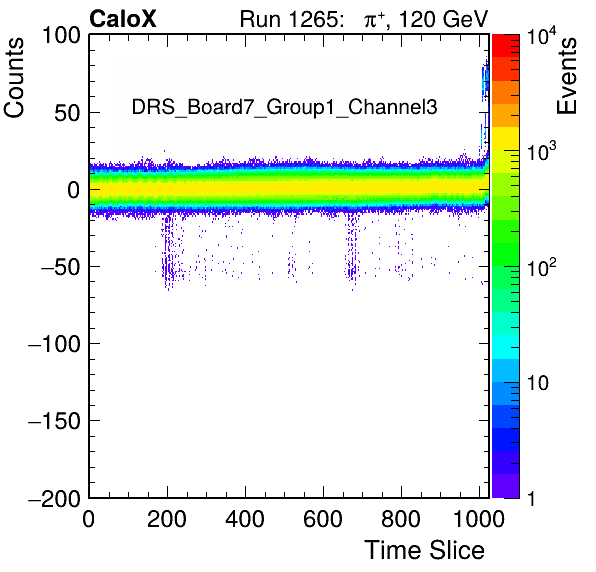 CaloX Run 1265: π⁺, 120 GeV
Counts
Events
DRS_Board7_Group1_Channel3
100
50
0
−50
−100
−150
−200
0 200 400 600 800 1000
Time Slice
10⁴
10³
10²
10
1